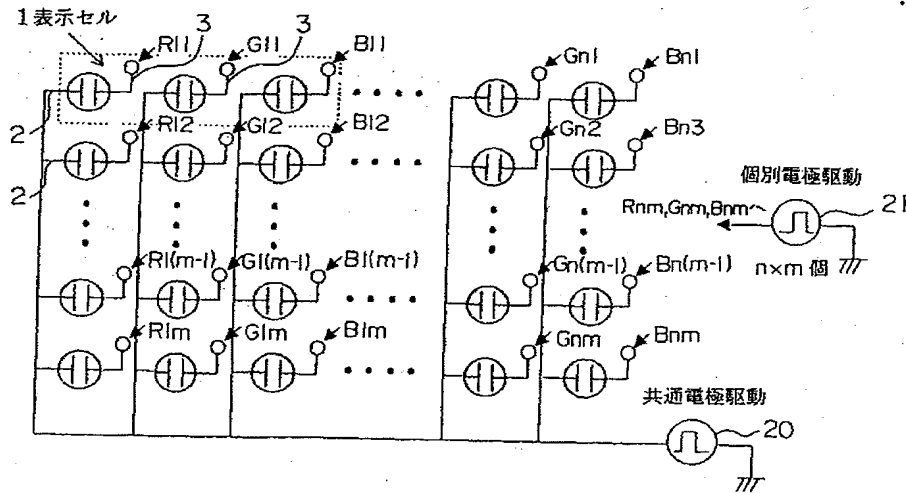 1表示セル
R11
3
G11
3
B11
Gn1
Bn1
2
R12
G12
B12
Gn2
Bn3
2
個別電極駆動
Rnm,Gnm,Bnm
21
n×m 個
R1(m-1)
G1(m-1)
B1(m-1)
Gn(m-1)
Bn(m-1)
R1m
G1m
B1m
Gnm
Bnm
共通電極駆動
20